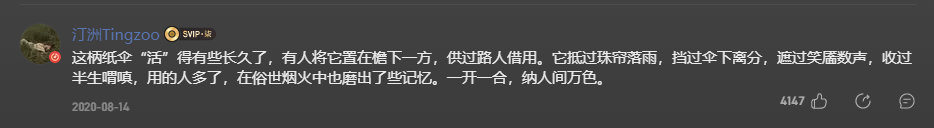 汀洲Tingzoo SVIP·柒
这柄纸伞“活”得有些长久了，有人将它置在檐下一方，供过路人借用。它抵过珠帘落雨，挡过伞下离分，遮过笑靥数声，收过
半生喟嗔，用的人多了，在俗世烟火中也磨出了些记忆。一开一合，纳人间万色。
2020-08-14
4147